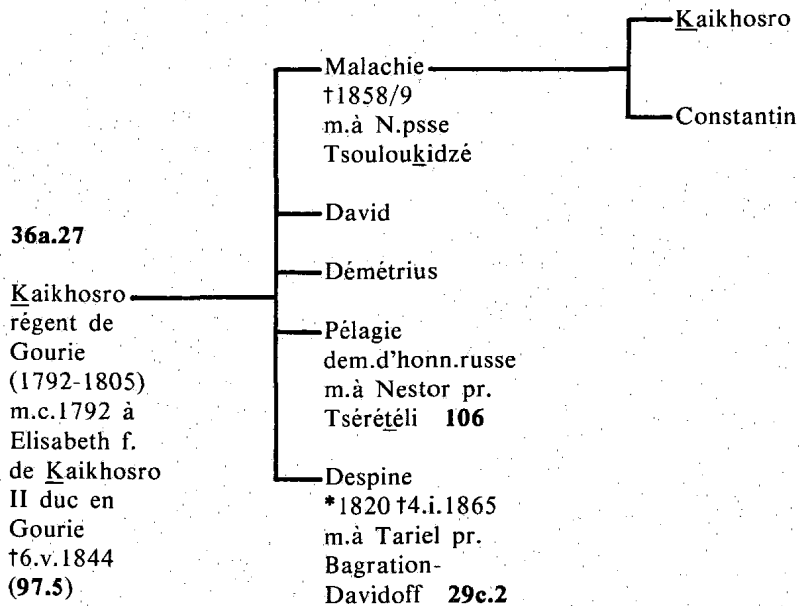 36a.27
Kaikhosro
régent de
Gourie
(1792-1805)
m.c.1792 à
Elisabeth f.
de Kaikhosro
II duc en
Gourie
†6.v.1844
(97.5)
Malachie
†1858/9
m.à N.psse
Tsouloukidzé
David
Démétrius
Pélagie
dem.d'honn.russe
m.à Nestor pr.
Tsérétéli 106
Despine
*1820 †4.i.1865
m.à Tariel pr.
Bagration-
Davidoff 29c.2
Kaikhosro
Constantin